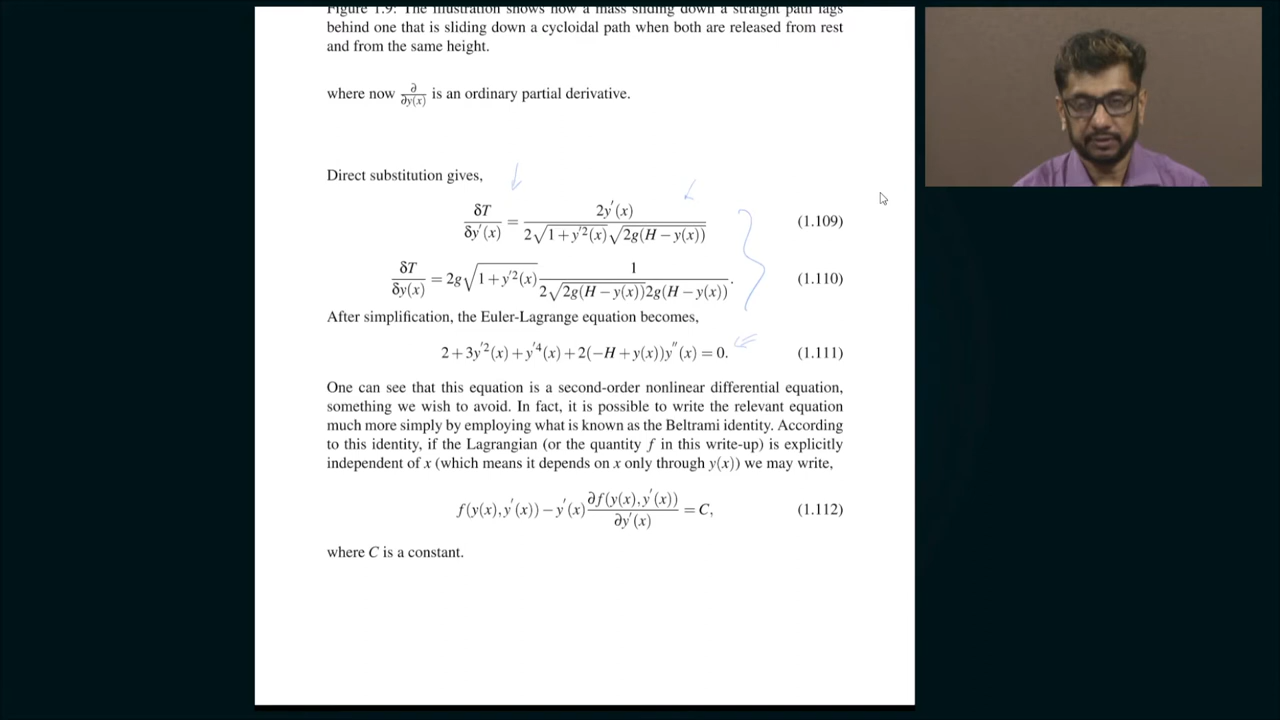 Figure 1.9: The illustration shows how a mass sliding down a straight path lags
behind one that is sliding down a cycloidal path when both are released from rest
and from the same height.
where now ∂/∂y(x) is an ordinary partial derivative.
Direct substitution gives,
δT/δy′(x) = 2y′(x) / (2√(1+y′²(x)) √(2g(H−y(x)))) (1.109)
δT/δy(x) = 2g√(1+y′²(x)) 1 / (2√(2g(H−y(x)))2g(H−y(x))). (1.110)
After simplification, the Euler-Lagrange equation becomes,
2+3y′²(x)+y′⁴(x)+2(−H+y(x))y″(x) = 0. (1.111)
One can see that this equation is a second-order nonlinear differential equation,
something we wish to avoid. In fact, it is possible to write the relevant equation
much more simply by employing what is known as the Beltrami identity. According
to this identity, if the Lagrangian (or the quantity f in this write-up) is explicitly
independent of x (which means it depends on x only through y(x)) we may write,
f(y(x),y′(x)) − y′(x) ∂f(y(x),y′(x))/∂y′(x) = C, (1.112)
where C is a constant.